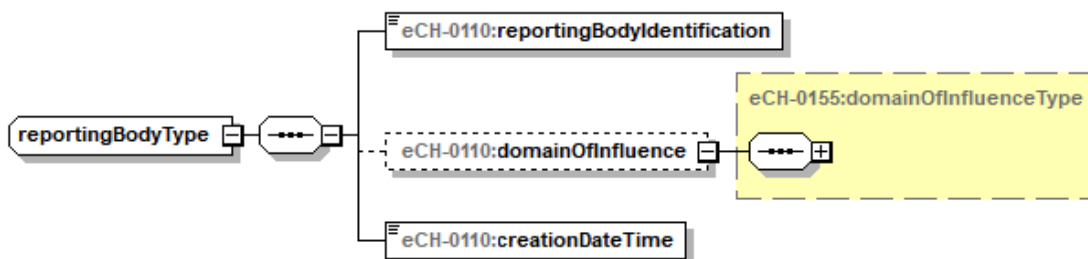 eCH-0110:reportingBodyIdentification
eCH-0155:domainOfInfluenceType
reportingBodyType
eCH-0110:domainOfInfluence
eCH-0110:creationDateTime